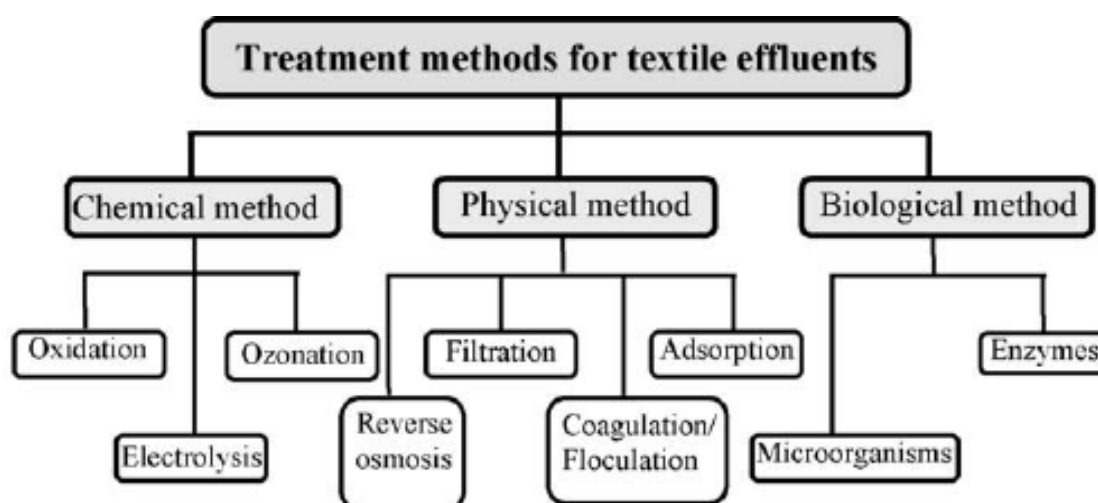 Treatment methods for textile effluents
Chemical method
Physical method
Biological method
Oxidation
Ozonation
Filtration
Adsorption
Enzymes
Electrolysis
Reverse
osmosis
Coagulation/
Floculation
Microorganisms